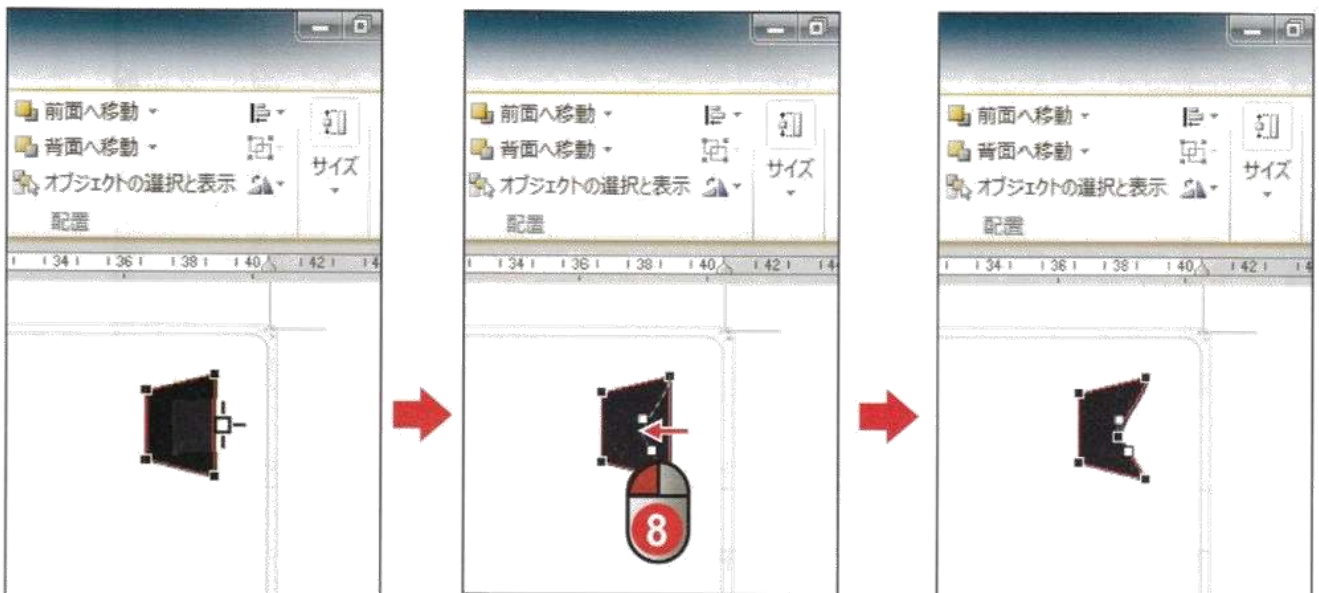 前面へ移動
背面へ移動
オブジェクトの選択と表示
サイズ
配置
34 36 38 40 42 4
前面へ移動
背面へ移動
オブジェクトの選択と表示
サイズ
配置
34 36 38 40 42 4
8
前面へ移動
背面へ移動
オブジェクトの選択と表示
サイズ
配置
34 36 38 40 42 4